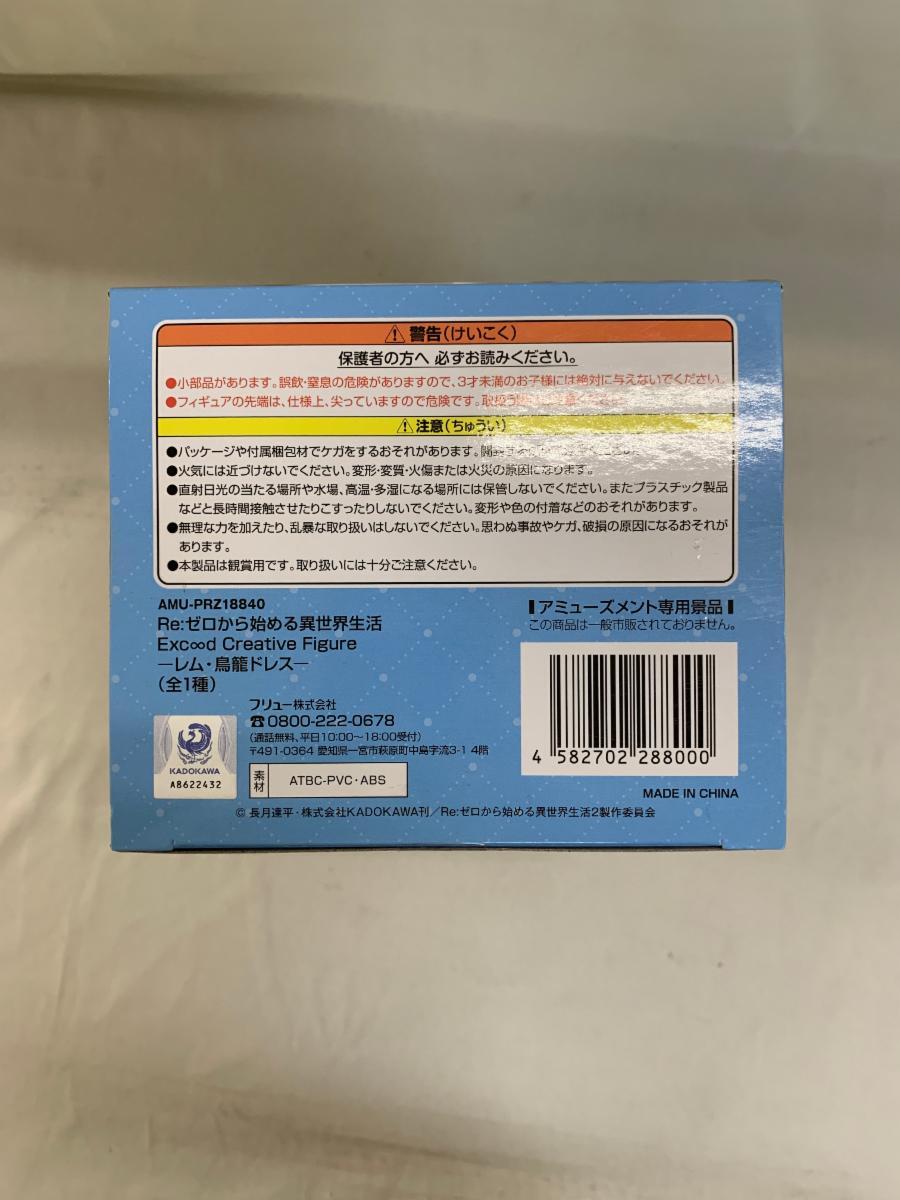 ⚠警告(けいこく)
保護者の方へ 必ずお読みください。
●小部品があります。誤飲・窒息の危険がありますので、3才未満のお子様には絶対に与えないでください。
●フィギュアの先端は、仕様上、尖っていますので危険です。
⚠注意(ちゅうい)
●パッケージや付属梱包材でケガをするおそれがあります。
●火気には近づけないでください。変形・変質・火傷または火災の原因になります。
●直射日光の当たる場所や水場、高温・多湿になる場所には保管しないでください。またプラスチック製品
などと長時間接触させたりこすったりしないでください。変形や色の付着などのおそれがあります。
●無理な力を加えたり、乱暴な取り扱いはしないでください。思わぬ事故やケガ、破損の原因になるおそれが
あります。
●本製品は観賞用です。取り扱いには十分ご注意ください。
AMU-PRZ18840
Re:ゼロから始める異世界生活
Exc∞d Creative Figure
―レム・烏龍ドレス―
(全1種)
アミューズメント専用景品
この商品は一般市販されておりません。
フリュー株式会社
☎0800-222-0678
(通話無料、平日10:00~18:00受付)
〒491-0364 愛知県一宮市萩原町中島字流3-1 4階
KADOKAWA
A8622432
素材
ATBC-PVC・ABS
4 582702 288000
MADE IN CHINA
© 長月達平・株式会社KADOKAWA刊/Re:ゼロから始める異世界生活2製作委員会